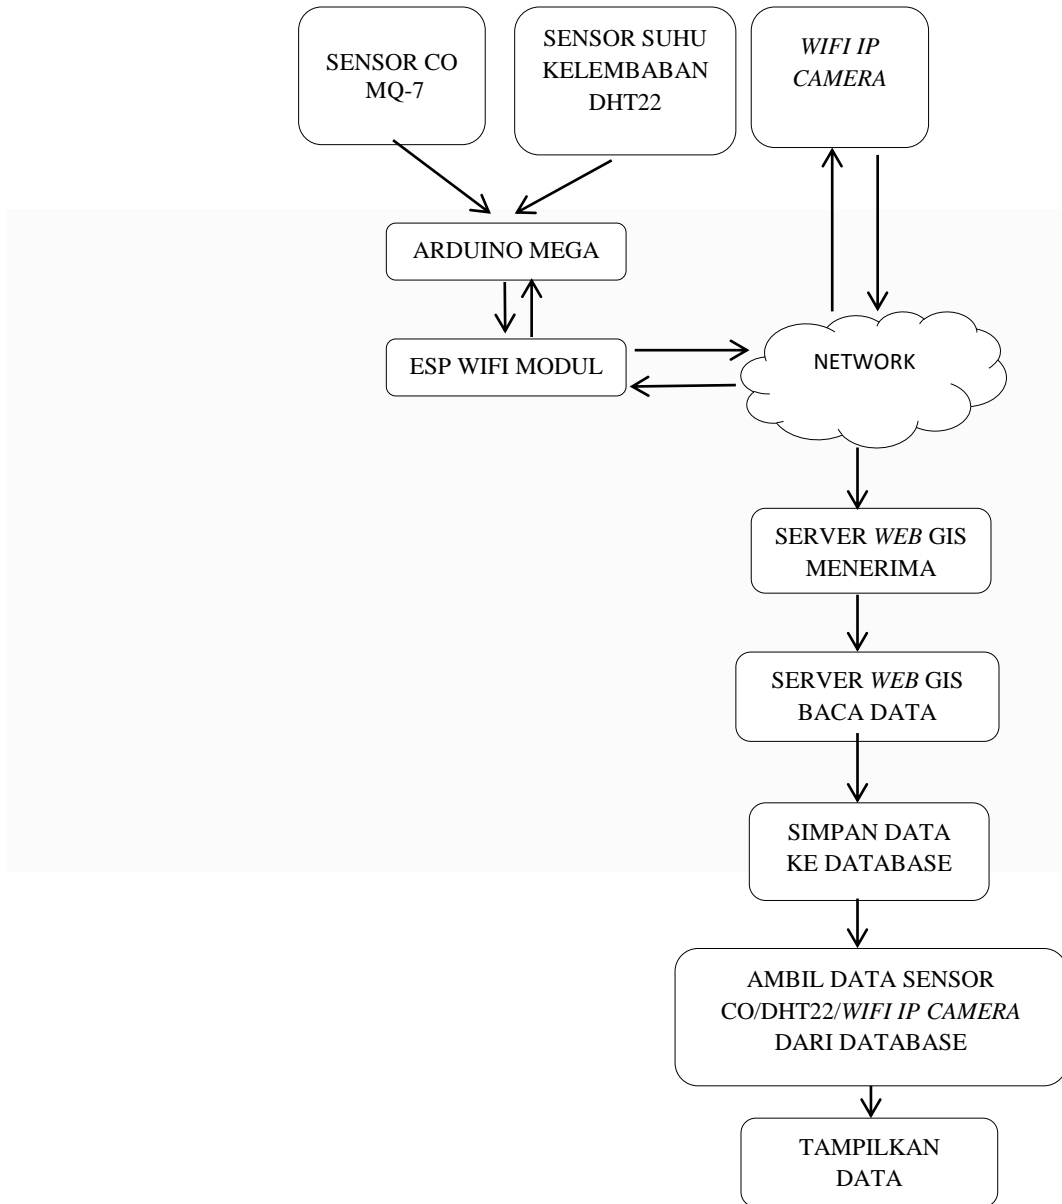 SENSOR CO
MQ-7
SENSOR SUHU
KELEMBABAN
DHT22
WIFI IP
CAMERA
ARDUINO MEGA
ESP WIFI MODUL
NETWORK
SERVER WEB GIS
MENERIMA
SERVER WEB GIS
BACA DATA
SIMPAN DATA
KE DATABASE
AMBIL DATA SENSOR
CO/DHT22/WIFI IP CAMERA
DARI DATABASE
TAMPILKAN
DATA